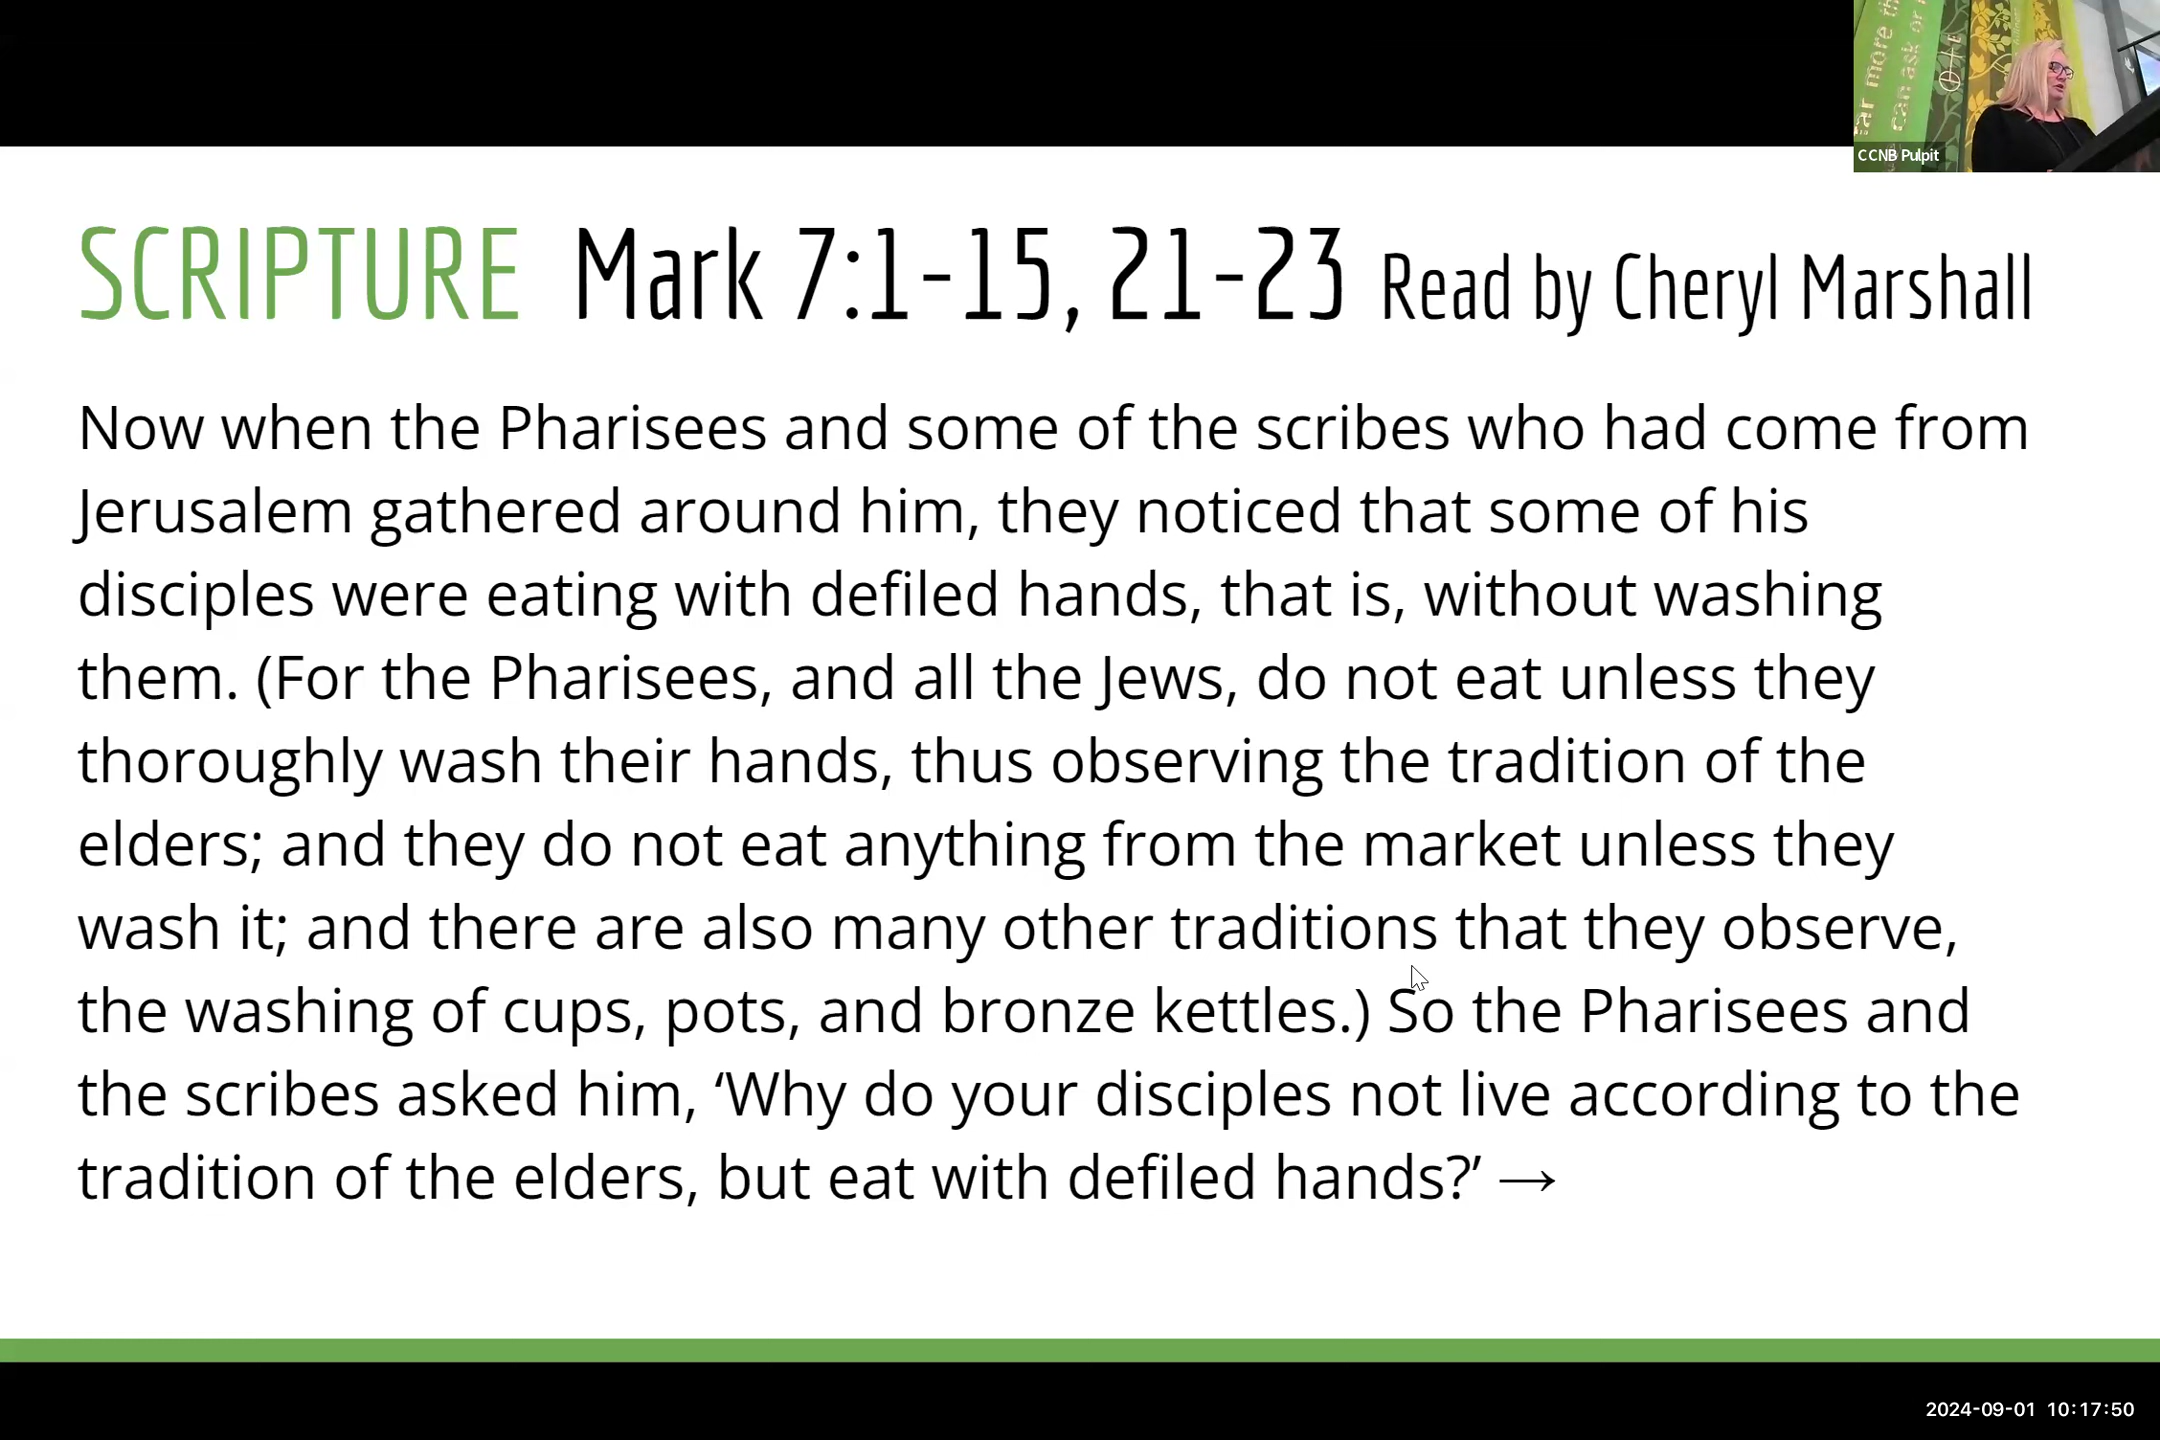 ar more th
can ask or
CCNB Pulpit
SCRIPTURE Mark 7:1-15, 21-23 Read by Cheryl Marshall
Now when the Pharisees and some of the scribes who had come from
Jerusalem gathered around him, they noticed that some of his
disciples were eating with defiled hands, that is, without washing
them. (For the Pharisees, and all the Jews, do not eat unless they
thoroughly wash their hands, thus observing the tradition of the
elders; and they do not eat anything from the market unless they
wash it; and there are also many other traditions that they observe,
the washing of cups, pots, and bronze kettles.) So the Pharisees and
the scribes asked him, ‘Why do your disciples not live according to the
tradition of the elders, but eat with defiled hands?’ →
2024-09-01 10:17:50